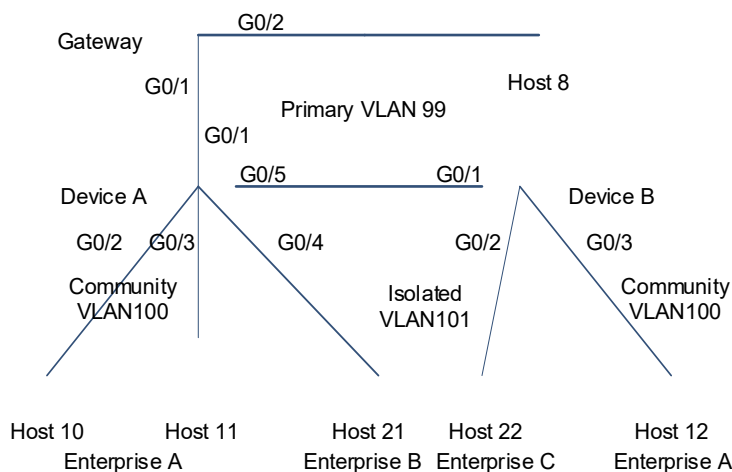 G0/2
Gateway
Host 8
G0/1
Primary VLAN 99
G0/1
G0/5 G0/1
Device A Device B
G0/2 G0/3 G0/4 G0/2 G0/3
Community
VLAN100
Isolated
VLAN101
Community
VLAN100
Host 10 Host 11 Host 21 Host 22 Host 12
Enterprise A Enterprise B Enterprise C Enterprise A